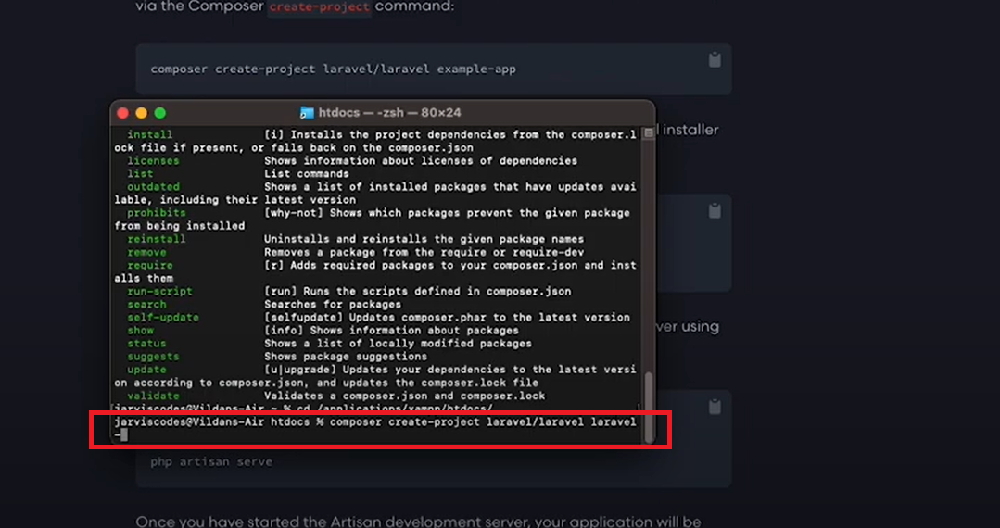 via the Composer create-project command:
composer create-project laravel/laravel example-app
htdocs — -zsh — 80×24
install [i] Installs the project dependencies from the composer.l
ock file if present, or falls back on the composer.json
licenses Shows information about licenses of dependencies
list List commands
outdated Shows a list of installed packages that have updates avai
lable, including their latest version
prohibits [why-not] Shows which packages prevent the given package
from being installed
reinstall Uninstalls and reinstalls the given package names
remove Removes a package from the require or require-dev
require [r] Adds required packages to your composer.json and inst
alls them
run-script [run] Runs the scripts defined in composer.json
search Searches for packages
self-update [selfupdate] Updates composer.phar to the latest version
show [info] Shows information about packages
status Shows a list of locally modified packages
suggests Shows package suggestions
update [u|upgrade] Updates your dependencies to the latest versi
on according to composer.json, and updates the composer.lock file
validate Validates a composer.json and composer.lock
[jarviscodes@Vildans-Air ~ % cd /applications/xampp/htdocs/ ]
jarviscodes@Vildans-Air htdocs % composer create-project laravel/laravel laravel
-
installer
using
php artisan serve
Once you have started the Artisan development server, your application will be